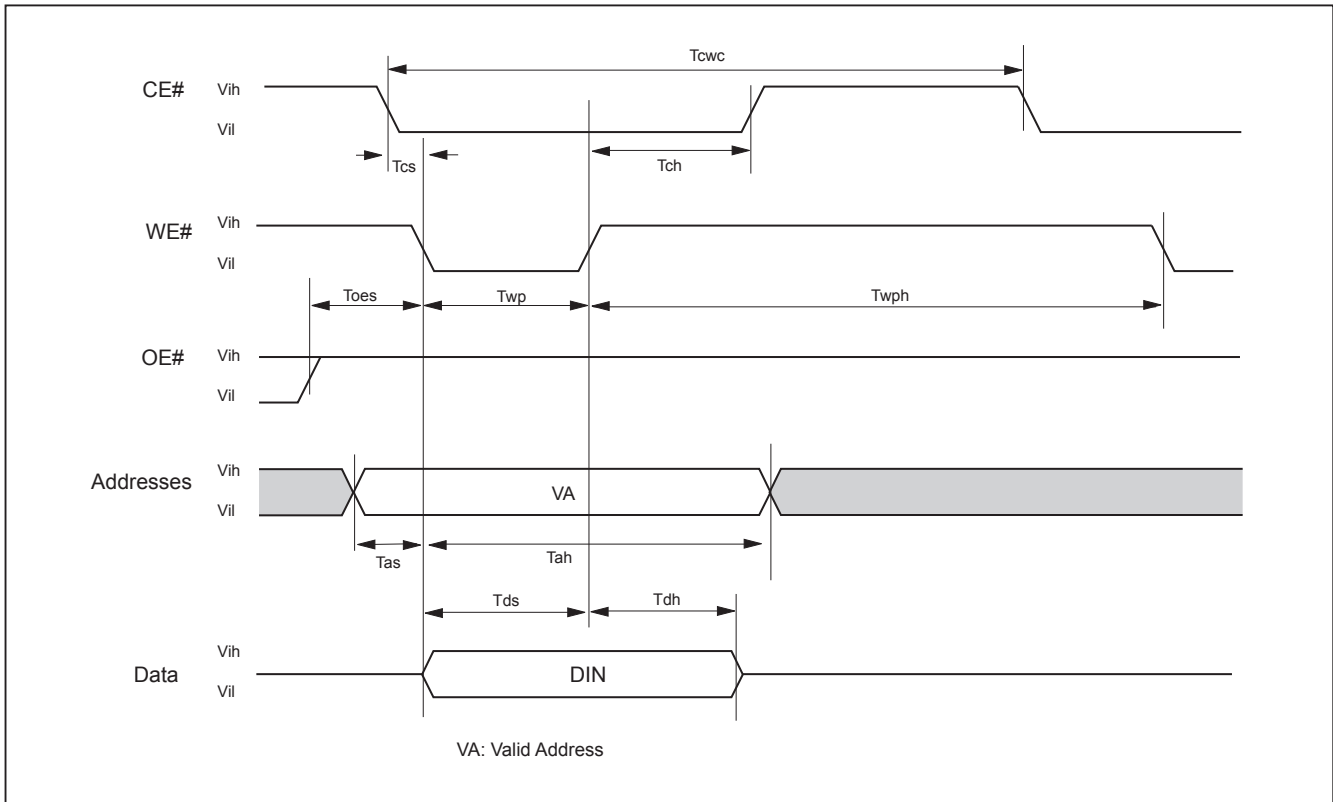 Tcwc
CE#
Vih
Vil
Tcs
Tch
WE#
Vih
Vil
Toes
Twp
Twph
OE#
Vih
Vil
Addresses
Vih
Vil
VA
Tas
Tah
Tds
Tdh
Data
Vih
Vil
DIN
VA: Valid Address